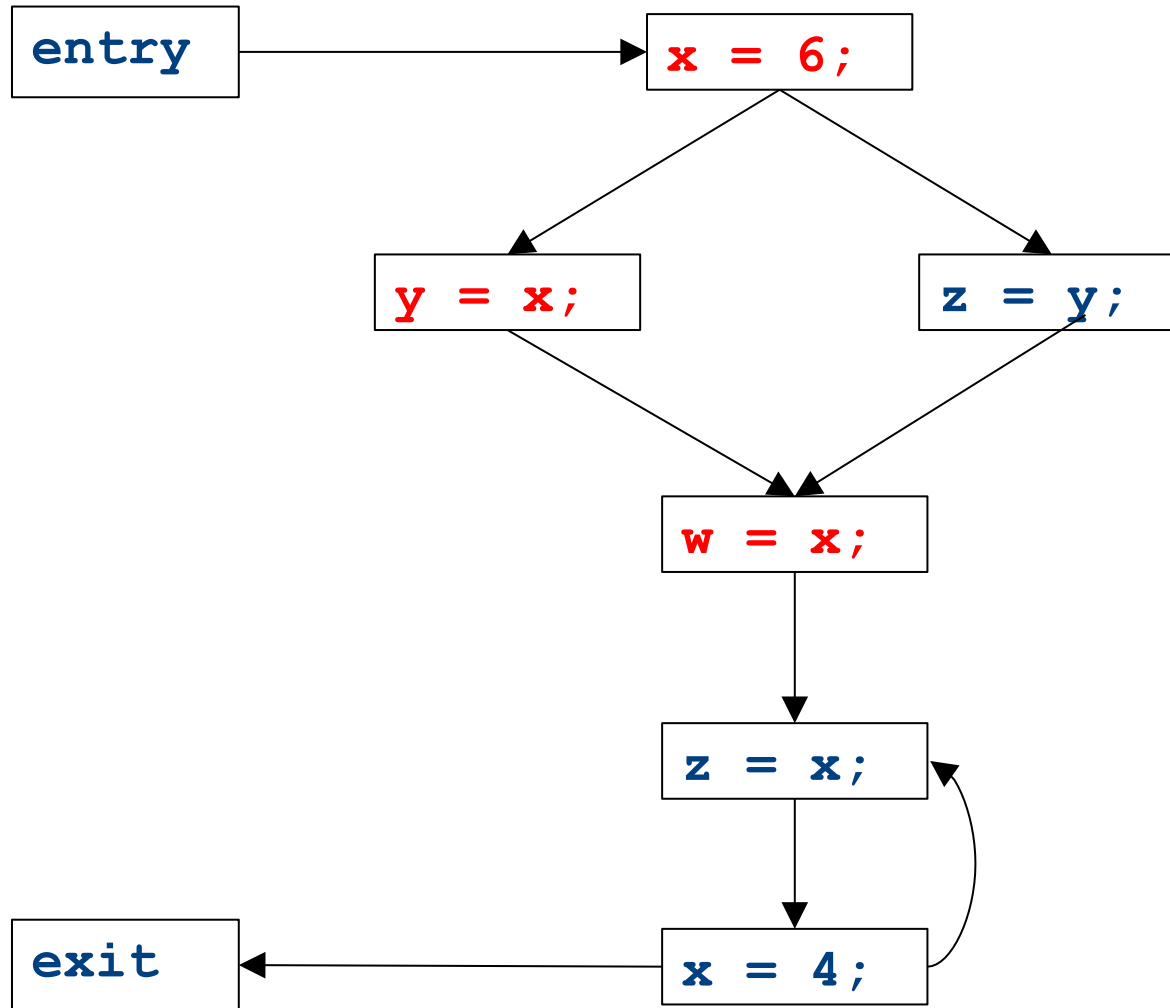 entry
x = 6;
y = x;
z = y;
w = x;
z = x;
x = 4;
exit